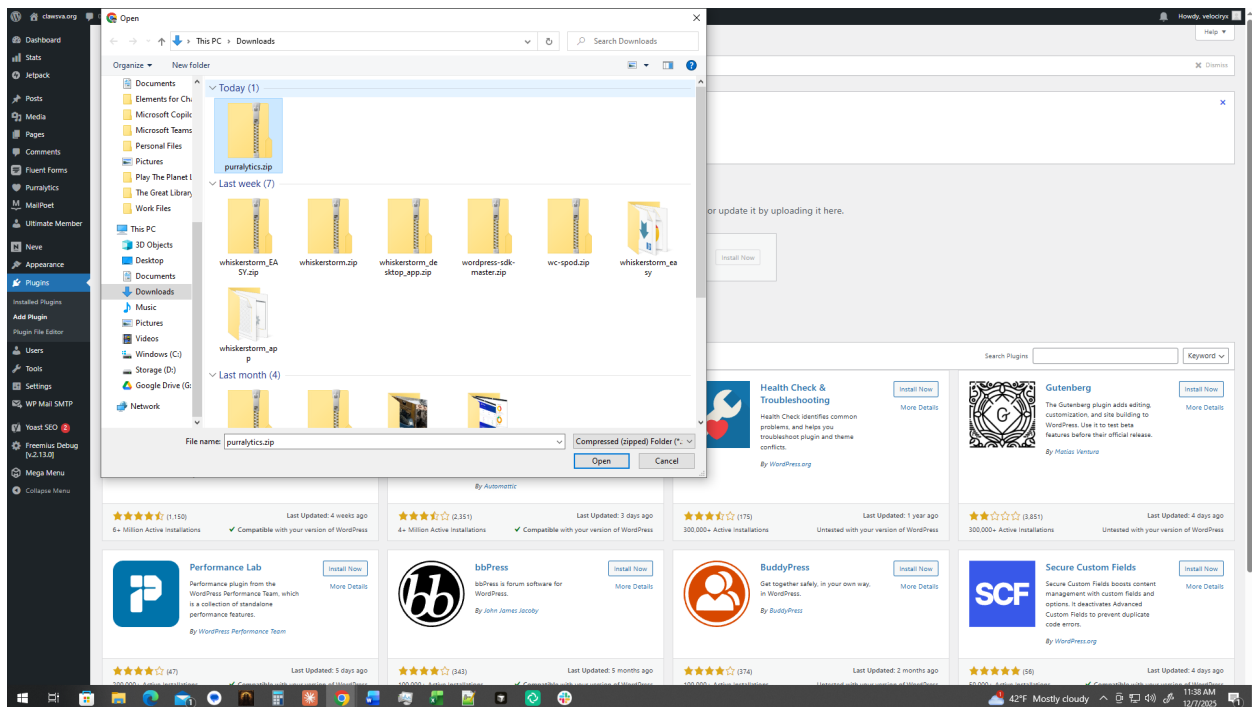 clawsva.org
Howdy, velociryx
Help
Dashboard
Stats
Jetpack
Posts
Media
Pages
Comments
Fluent Forms
Purralytics
MailPoet
Ultimate Member
Neve
Appearance
Plugins
Installed Plugins
Add Plugin
Plugin File Editor
Users
Tools
Settings
WP Mail SMTP
Yoast SEO 2
Freemius Debug
[v.2.13.0]
Mega Menu
Collapse Menu
Open
This PC > Downloads
Search Downloads
Organize
New folder
Documents
Elements for Ch
Microsoft Copil
Microsoft Teams
Personal Files
Pictures
Play The Planet
The Great Library
Work Files
This PC
3D Objects
Desktop
Documents
Downloads
Music
Pictures
Videos
Windows (C:)
Storage (D:)
Google Drive (G:
Network
Today (1)
purralytics.zip
Last week (7)
whiskerstorm_EA
SY.zip
whiskerstorm.zip
whiskerstorm_de
sktop_app.zip
wordpress-sdk-
master.zip
wc-spod.zip
whiskerstorm_ea
sy
whiskerstorm_ap
p
Last month (4)
File name:
purralytics.zip
Compressed (zipped) Folder (*.
Open
Cancel
Dismiss
or update it by uploading it here.
Install Now
Search Plugins
Keyword
By Automattic
(1,150)
Last Updated: 4 weeks ago
6+ Million Active Installations
Compatible with your version of WordPress
(2,351)
Last Updated: 3 days ago
4+ Million Active Installations
Compatible with your version of WordPress
Health Check &
Troubleshooting
Install Now
More Details
Health Check identifies common
problems, and helps you
troubleshoot plugin and theme
conflicts.
By WordPress.org
(175)
Last Updated: 1 year ago
300,000+ Active Installations
Untested with your version of WordPress
Gutenberg
Install Now
More Details
The Gutenberg plugin adds editing,
customization, and site building to
WordPress. Use it to test beta
features before their official release.
By Matias Ventura
(3,851)
Last Updated: 4 days ago
300,000+ Active Installations
Untested with your version of WordPress
Performance Lab
Install Now
More Details
Performance plugin from the
WordPress Performance Team, which
is a collection of standalone
performance features.
By WordPress Performance Team
(47)
Last Updated: 5 days ago
bbPress
Install Now
More Details
bbPress is forum software for
WordPress.
By John James Jacoby
(343)
Last Updated: 5 months ago
BuddyPress
Install Now
More Details
Get together safely, in your own way,
in WordPress.
By BuddyPress
(374)
Last Updated: 2 months ago
SCF
Secure Custom Fields
Install Now
More Details
Secure Custom Fields boosts content
management with custom fields and
options. It deactivates Advanced
Custom Fields to prevent duplicate
code errors.
By WordPress.org
(56)
Last Updated: 4 days ago
42°F Mostly cloudy
11:38 AM
12/7/2025